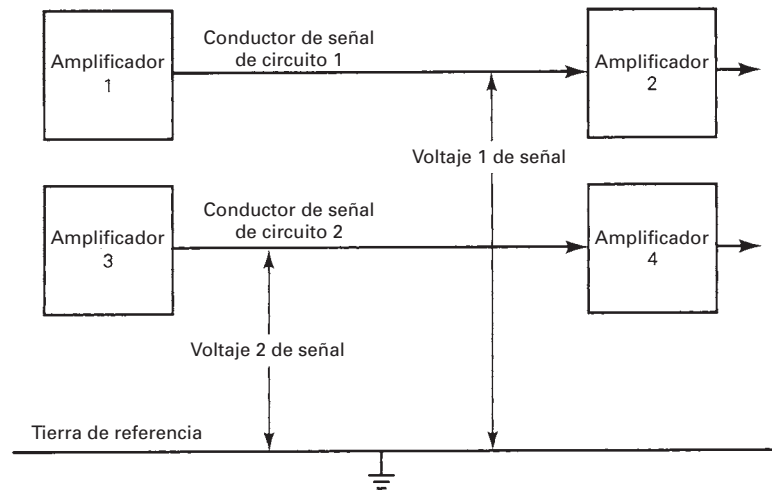 Amplificador
1
Conductor de señal
de circuito 1
Amplificador
2
Voltaje 1 de señal
Amplificador
3
Conductor de señal
de circuito 2
Amplificador
4
Voltaje 2 de señal
Tierra de referencia